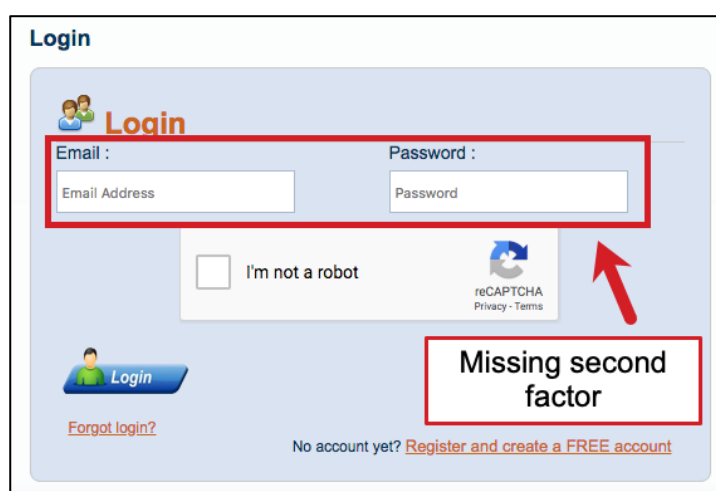 Login
Login
Email :
Password :
Email Address
Password
I'm not a robot
reCAPTCHA
Privacy - Terms
Missing second
factor
Login
Forgot login?
No account yet? Register and create a FREE account